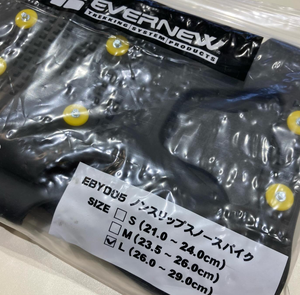 EVERNEW
TREKKING/SYSTEM/PRODUCTS
EBY005 ノンスリップスノースパイク
SIZE □S (21.0 ~ 24.0cm)
□M (23.5 ~ 26.0cm)
☑L (26.0 ~ 29.0cm)